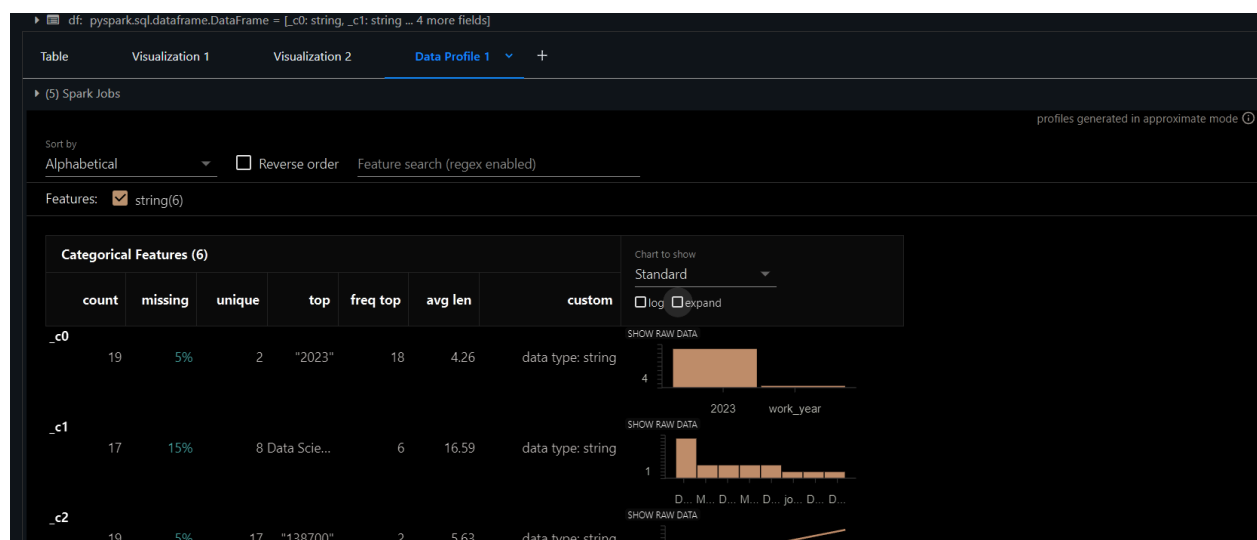 df: pyspark.sql.dataframe.DataFrame = [_c0: string, _c1: string ... 4 more fields]
Table Visualization 1 Visualization 2 Data Profile 1 +
(5) Spark Jobs
profiles generated in approximate mode
Sort by
Alphabetical Reverse order Feature search (regex enabled)
Features: string(6)
Categorical Features (6)
Chart to show
Standard
count missing unique top freq top avg len custom
log expand
_c0
SHOW RAW DATA
19 5% 2 "2023" 18 4.26 data type: string
4
2023 work_year
_c1
SHOW RAW DATA
17 15% 8 Data Scie... 6 16.59 data type: string
1
D... M... D... M... D... jo... D... D...
_c2
SHOW RAW DATA
19 5% 17 "138700" 2 5.63 data type: string